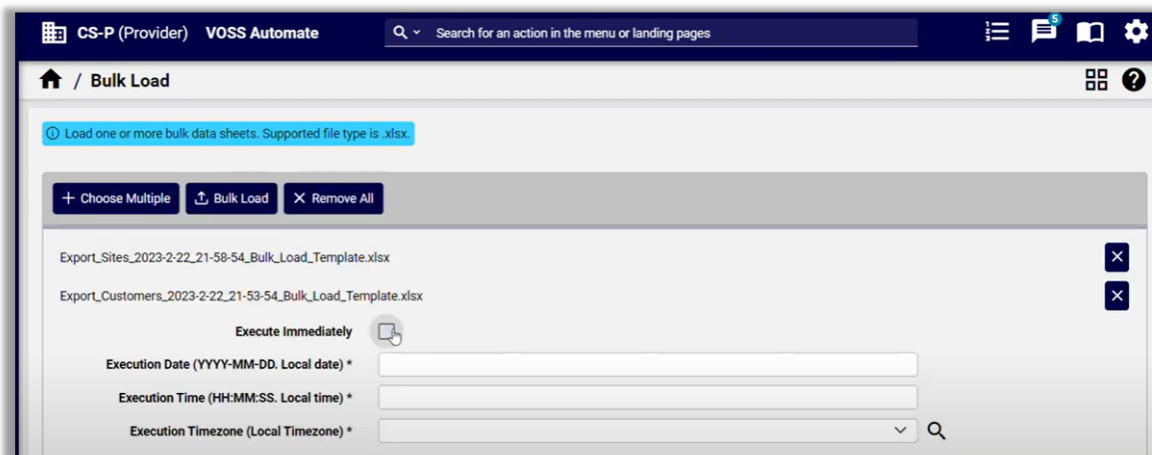 CS-P (Provider) VOSS Automate Search for an action in the menu or landing pages 5
/ Bulk Load
Load one or more bulk data sheets. Supported file type is .xlsx.
Choose Multiple Bulk Load Remove All
Export_Sites_2023-2-22_21-58-54_Bulk_Load_Template.xlsx
Export_Customers_2023-2-22_21-53-54_Bulk_Load_Template.xlsx
Execute Immediately
Execution Date (YYYY-MM-DD. Local date) *
Execution Time (HH:MM:SS. Local time) *
Execution Timezone (Local Timezone) *